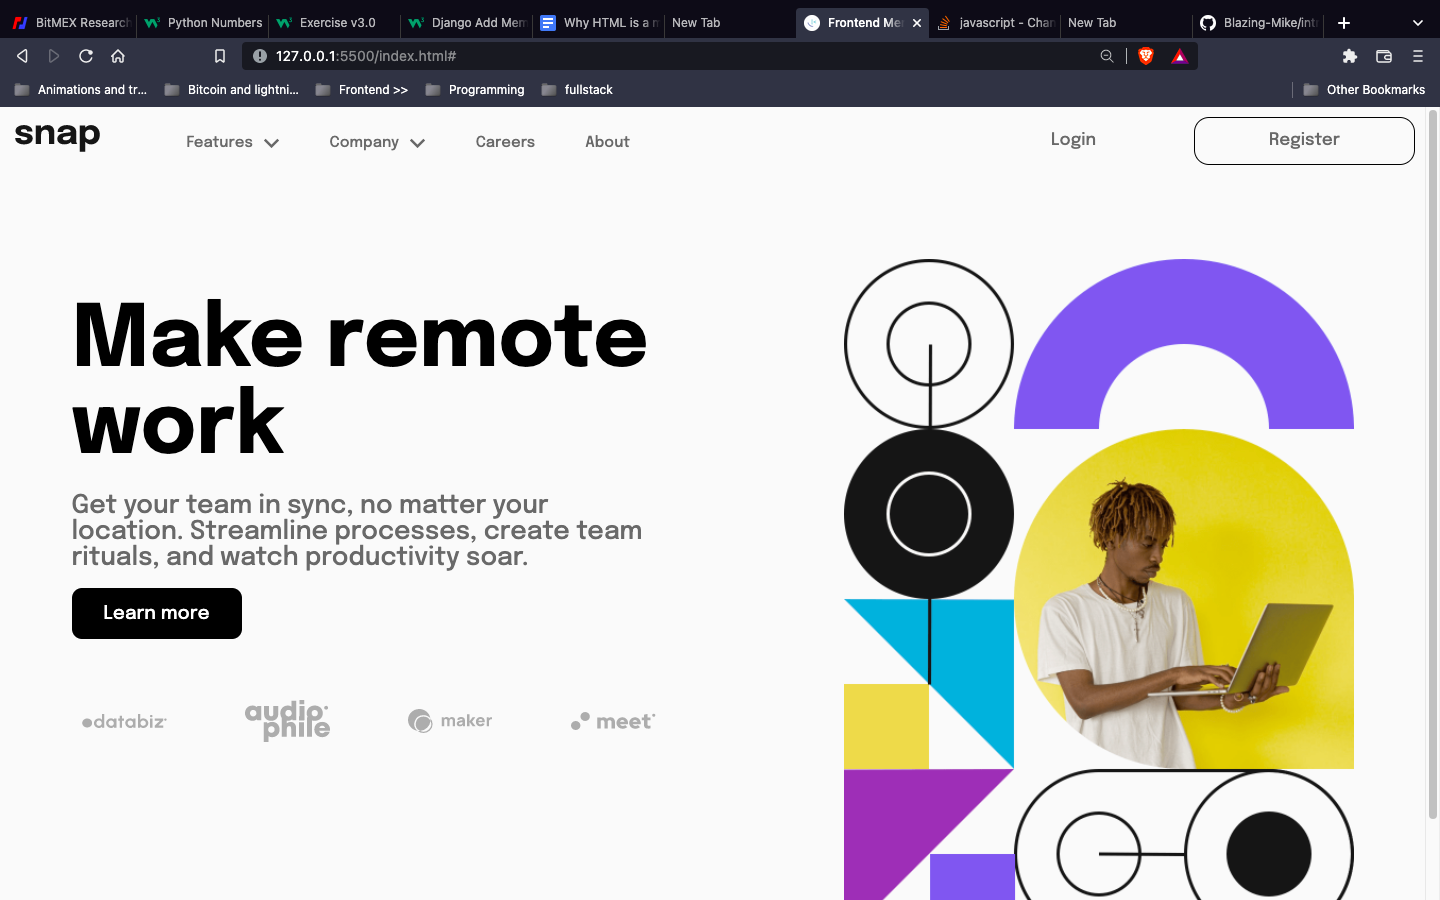 BitMEX Research
Python Numbers
Exercise v3.0
Django Add Mem
Why HTML is a m
New Tab
Frontend Me
javascript - Chan
New Tab
Blazing-Mike/int
127.0.0.1:5500/index.html#
Animations and tr...
Bitcoin and lightni...
Frontend >>
Programming
fullstack
Other Bookmarks
snap
Features
Company
Careers
About
Login
Register
Make remote
work
Get your team in sync, no matter your
location. Streamline processes, create team
rituals, and watch productivity soar.
Learn more
databiz
audiophile
maker
meet